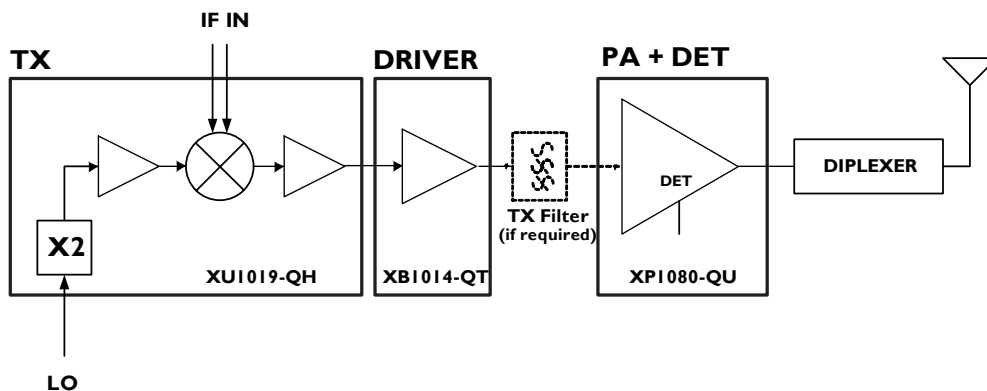 IF IN
TX
DRIVER
PA + DET
DET
DIPLEXER
TX Filter
(if required)
X2
XU1019-QH
XB1014-QT
XP1080-QU
LO